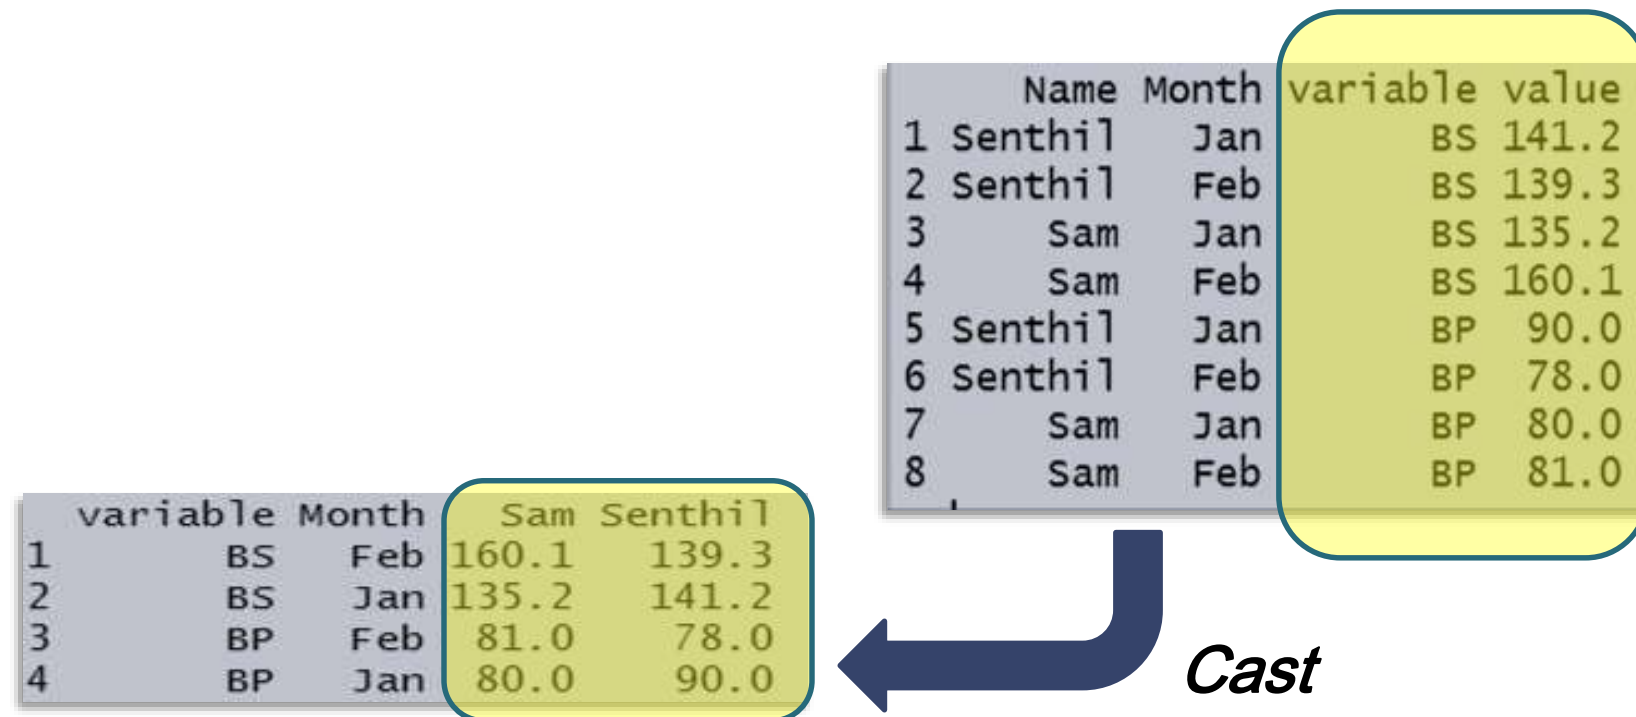 Name Month variable value
1 Senthil Jan BS 141.2
2 Senthil Feb BS 139.3
3 Sam Jan BS 135.2
4 Sam Feb BS 160.1
5 Senthil Jan BP 90.0
6 Senthil Feb BP 78.0
7 Sam Jan BP 80.0
8 Sam Feb BP 81.0
variable Month Sam Senthil
1 BS Feb 160.1 139.3
2 BS Jan 135.2 141.2
3 BP Feb 81.0 78.0
4 BP Jan 80.0 90.0
Cast